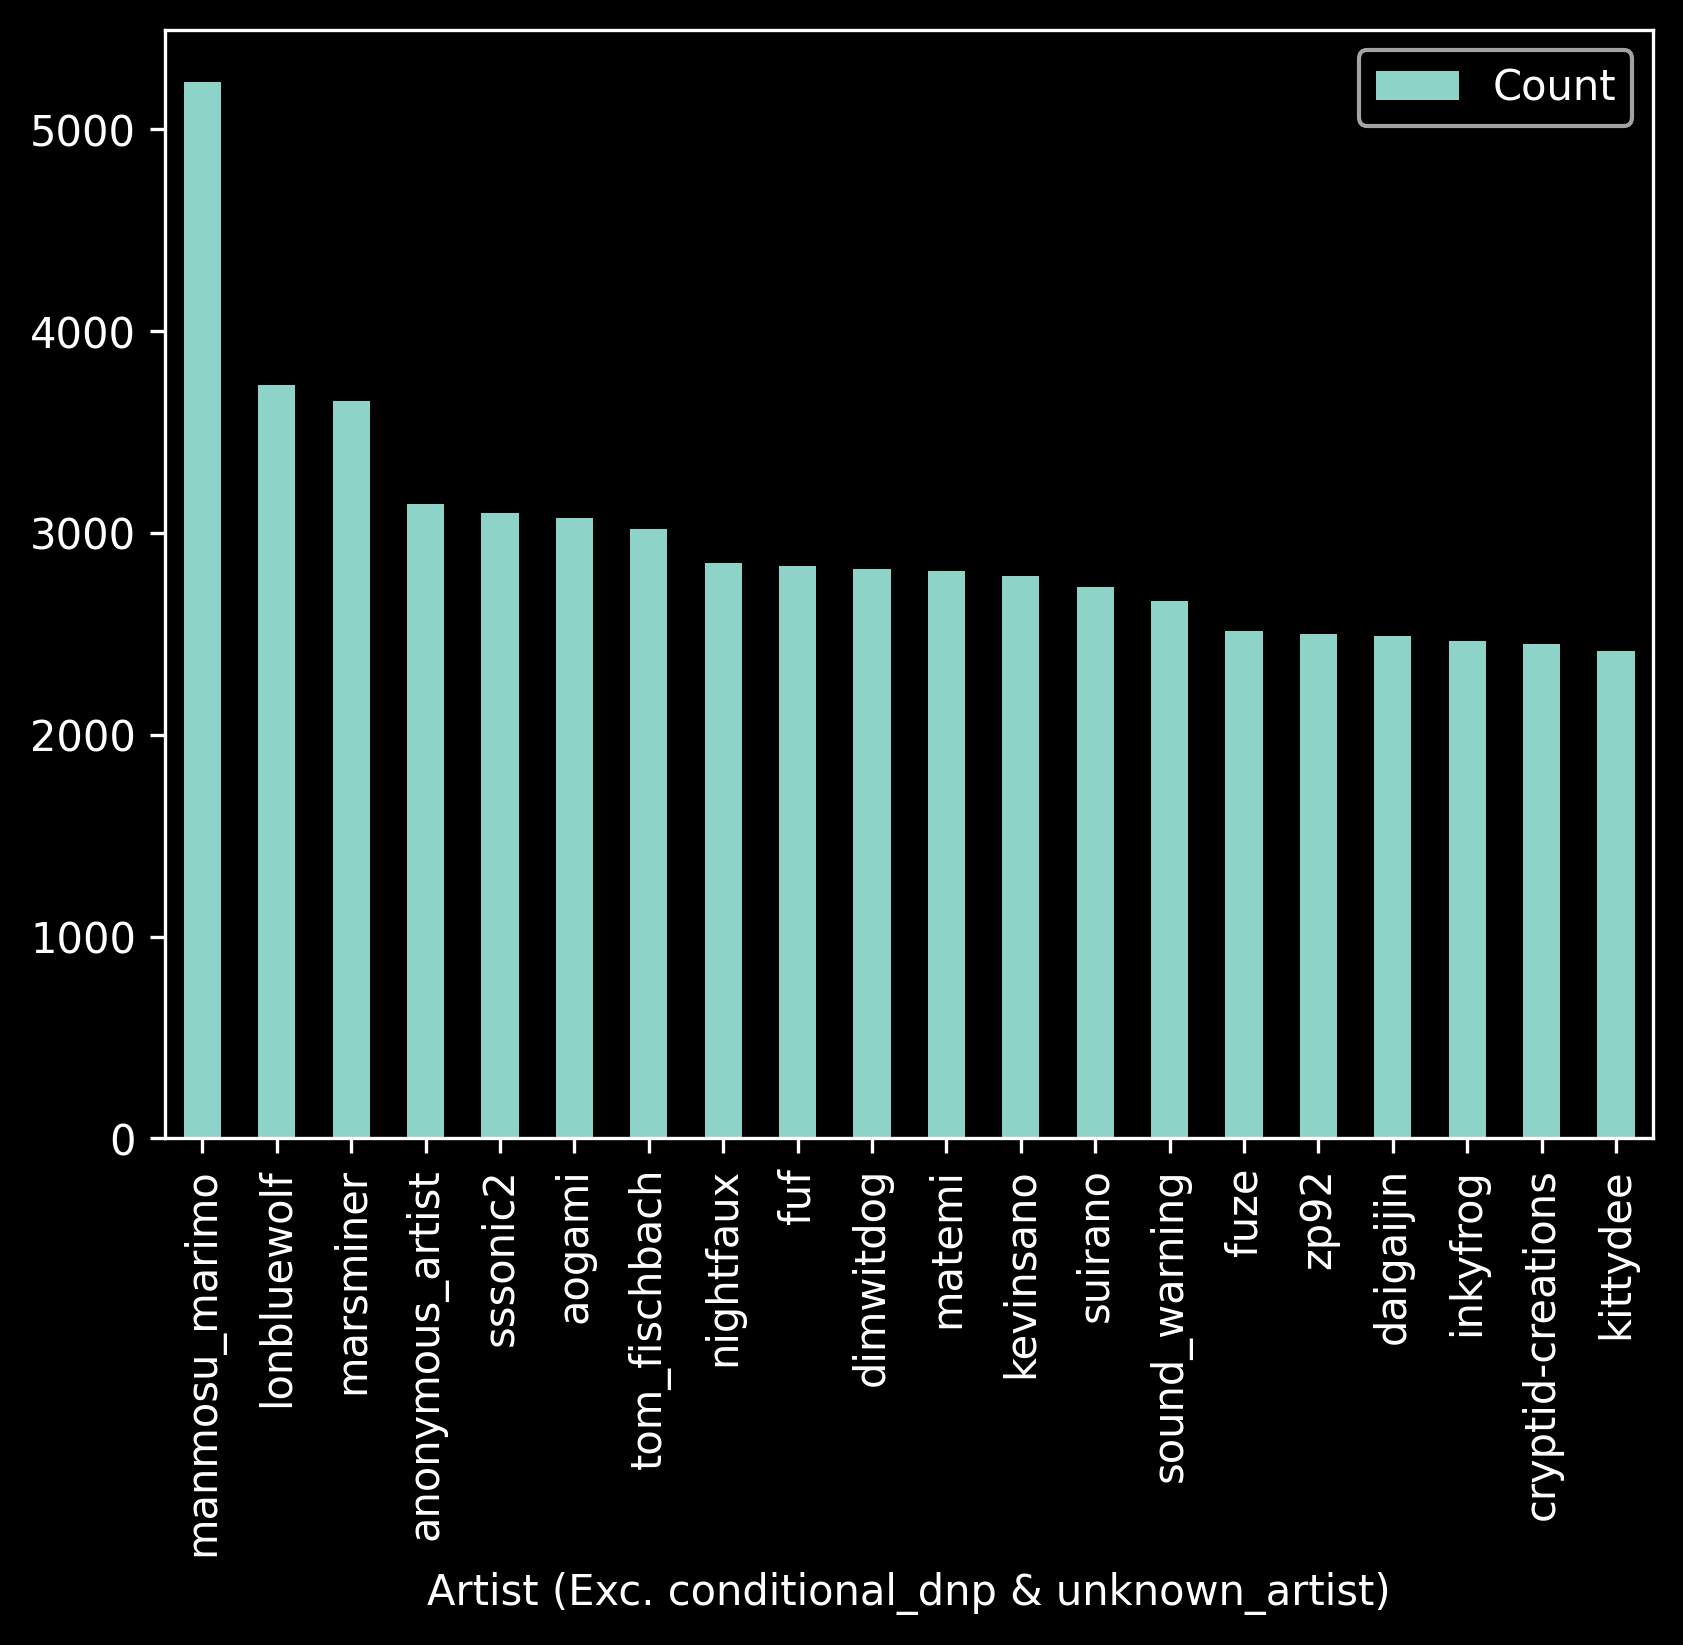 Count
5000
4000
3000
2000
1000
0
manmosu_marimo
lonbluewolf
marsminer
anonymous_artist
sssonic2
aogami
tom_fischbach
nightfaux
fuf
dimwitdog
matemi
kevinsano
suirano
sound_warning
fuze
zp92
daigaijin
inkyfrog
cryptid-creations
kittydee
Artist (Exc. conditional_dnp & unknown_artist)